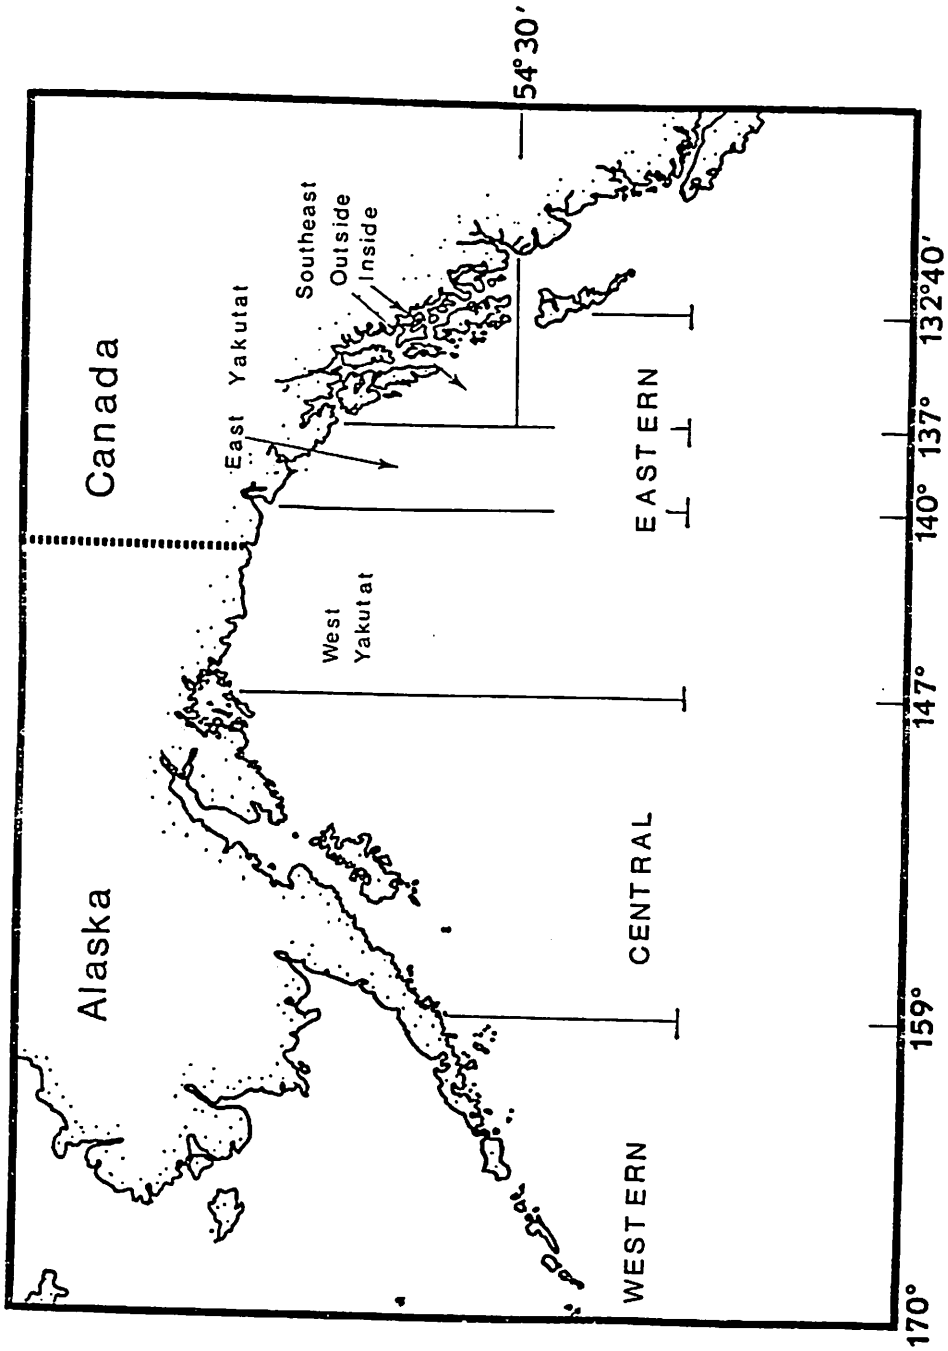 Alaska
Canada
East Yakutat
Southeast
Outside
Inside
West
Yakutat
54°30′
WESTERN
CENTRAL
EASTERN
170°
159°
147°
140°
137°
132°40′